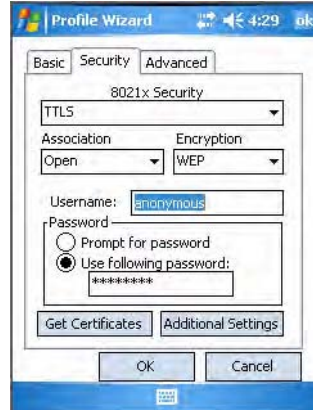 Profile Wizard 4:29 ok
Basic Security Advanced
8021x Security
TTLS
Association Encryption
Open WEP
Username: anonymous
Password
Prompt for password
Use following password:
********
Get Certificates Additional Settings
OK Cancel